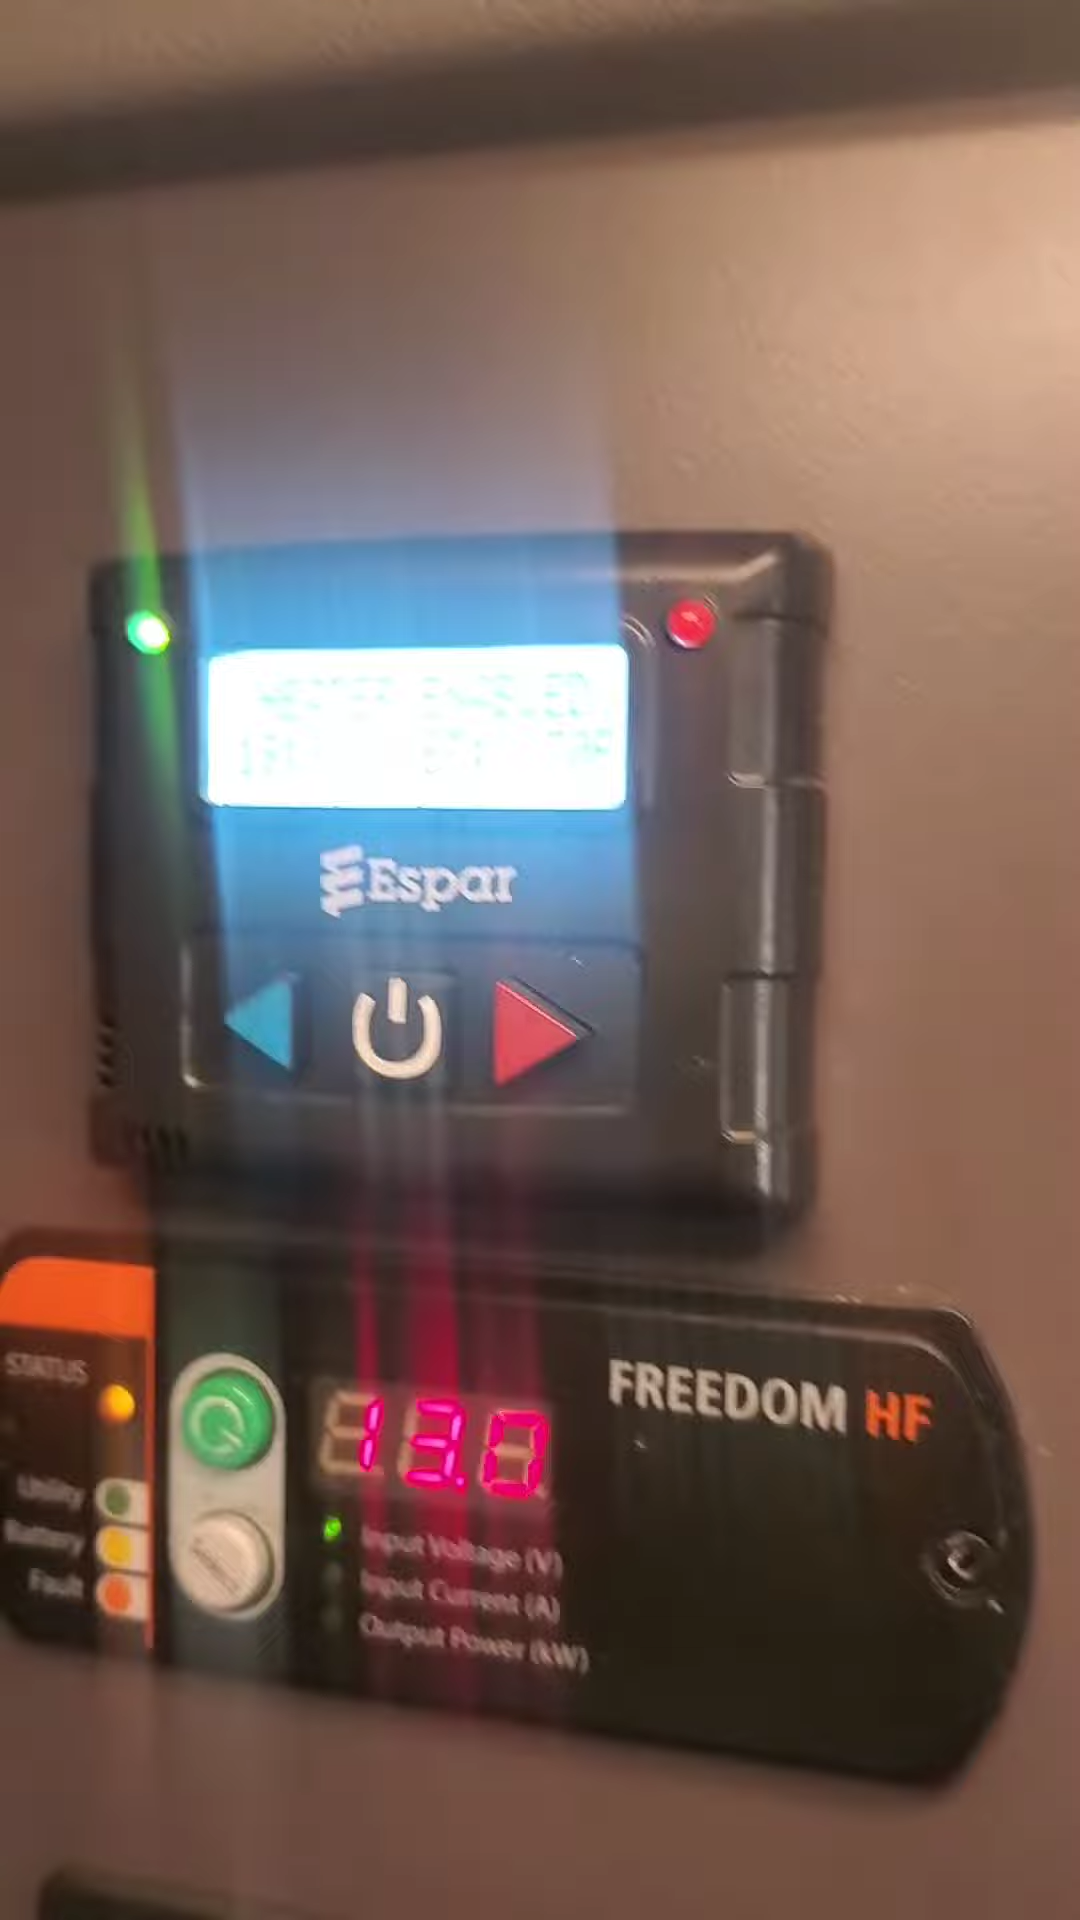 Espar
FREEDOM HF
STATUS
13.0
Utility
Battery
Fault
Input Voltage (V)
Input Current (A)
Output Power (kW)